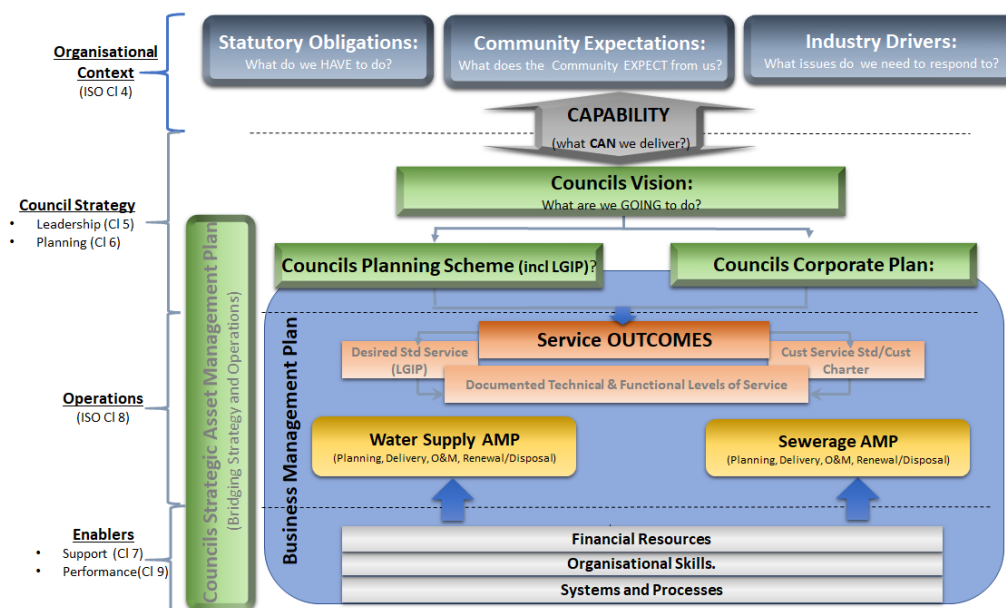 Organisational
Context
(ISO Cl 4)
Statutory Obligations:
What do we HAVE to do?
Community Expectations:
What does the Community EXPECT from us?
Industry Drivers:
What issues do we need to respond to?
CAPABILITY
(what CAN we deliver?)
Council Strategy
• Leadership (Cl 5)
• Planning (Cl 6)
Councils Vision:
What are we GOING to do?
Councils Planning Scheme (incl LGIP)?
Councils Corporate Plan:
Councils Strategic Asset Management Plan
(Bridging Strategy and Operations)
Business Management Plan
Operations
(ISO Cl 8)
Service OUTCOMES
Desired Std Service
(LGIP)
Cust Service Std/Cust
Charter
Documented Technical & Functional Levels of Service
Water Supply AMP
(Planning, Delivery, O&M, Renewal/Disposal)
Sewerage AMP
(Planning, Delivery, O&M, Renewal/Disposal)
Enablers
• Support (Cl 7)
• Performance(Cl 9)
Financial Resources
Organisational Skills.
Systems and Processes